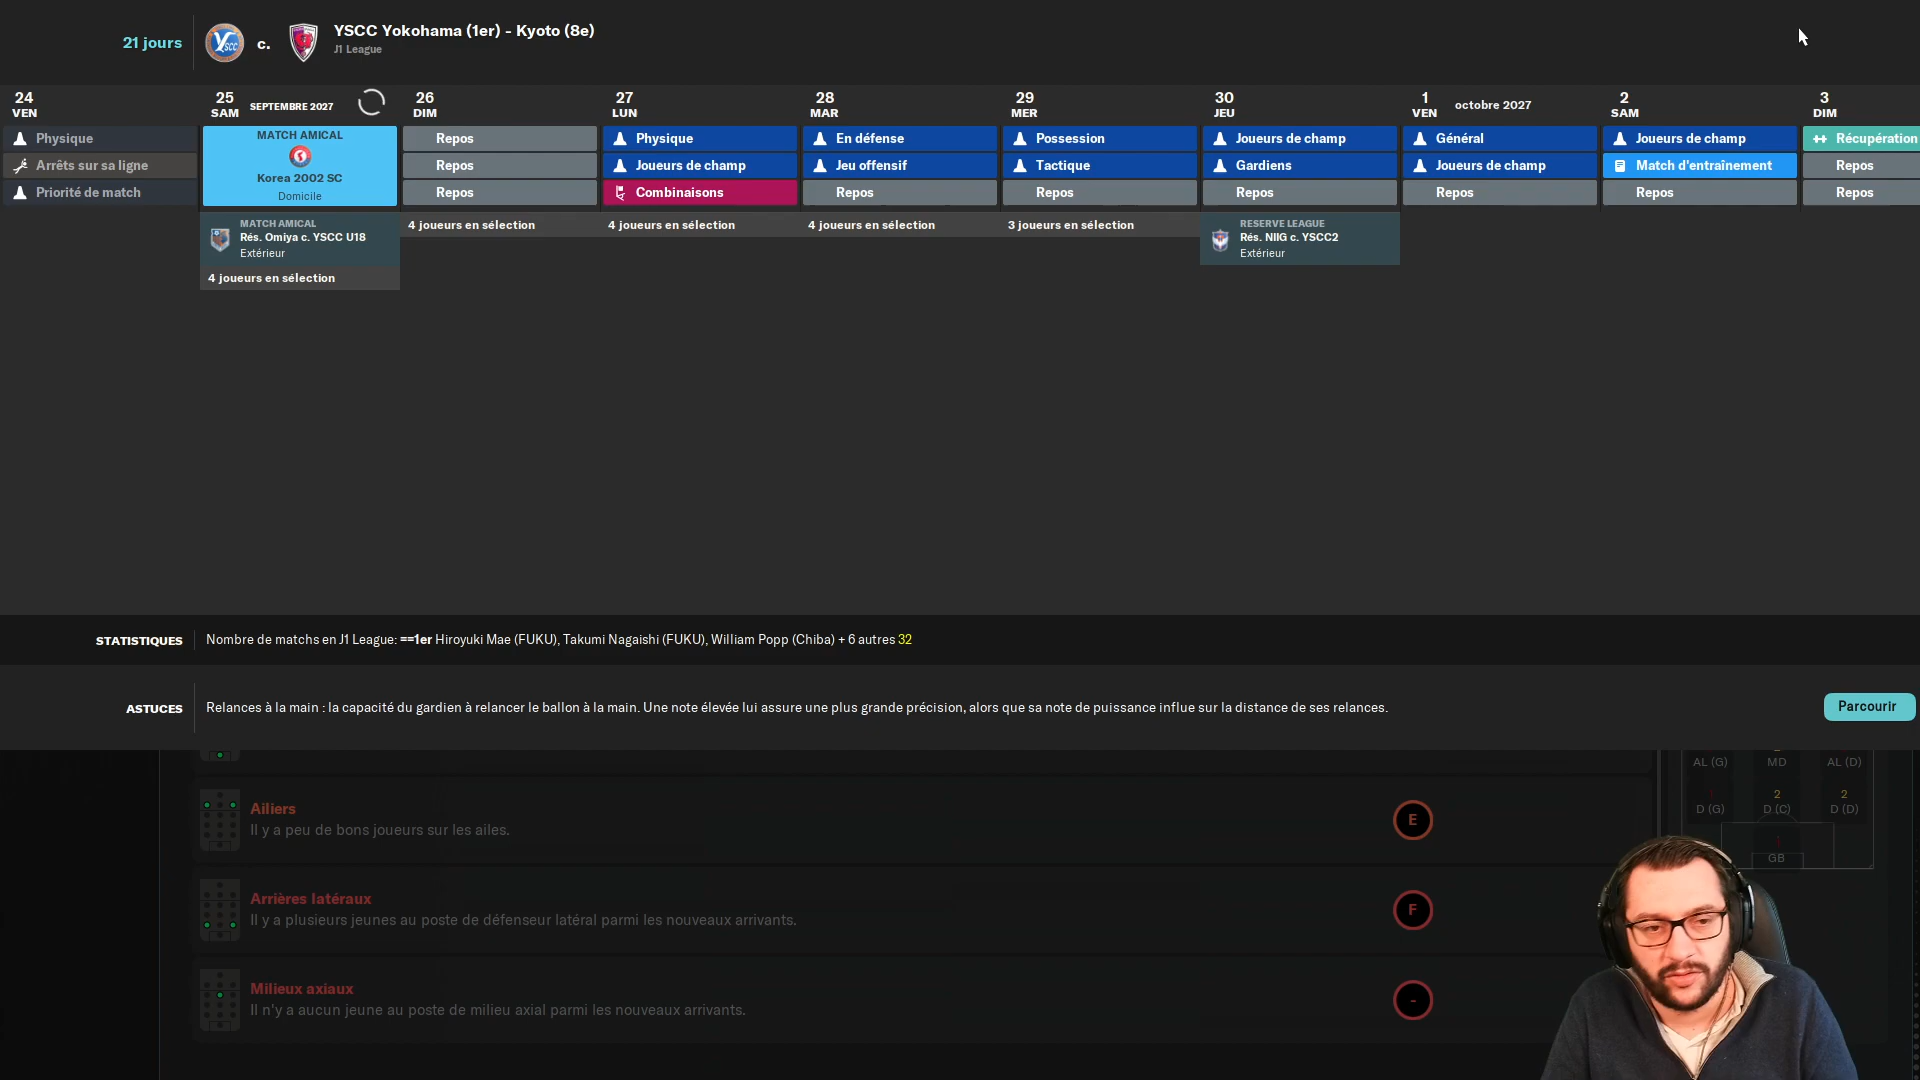 21 jours
YSCC
c.
YSCC Yokohama (1er) - Kyoto (8e)
J1 League
24
VEN
25
SAM
SEPTEMBRE 2027
26
DIM
27
LUN
28
MAR
29
MER
30
JEU
1
VEN
octobre 2027
2
SAM
3
DIM
Physique
Arrêts sur sa ligne
Priorité de match
MATCH AMICAL
Korea 2002 SC
Domicile
Repos
Repos
Repos
Physique
Joueurs de champ
Combinaisons
En défense
Jeu offensif
Repos
Possession
Tactique
Repos
Joueurs de champ
Gardiens
Repos
Général
Joueurs de champ
Repos
Joueurs de champ
Match d'entraînement
Repos
Récupération
Repos
Repos
MATCH AMICAL
Rés. Omiya c. YSCC U18
Extérieur
4 joueurs en sélection
4 joueurs en sélection
4 joueurs en sélection
4 joueurs en sélection
3 joueurs en sélection
RESERVE LEAGUE
Rés. NIIG c. YSCC2
Extérieur
STATISTIQUES
Nombre de matchs en J1 League: ==1er Hiroyuki Mae (FUKU), Takumi Nagaishi (FUKU), William Popp (Chiba) + 6 autres 32
ASTUCES
Relances à la main : la capacité du gardien à relancer le ballon à la main. Une note élevée lui assure une plus grande précision, alors que sa note de puissance influe sur la distance de ses relances.
Parcourir
AL (G)
MD
AL (D)
1
2
2
D (G)
D (C)
D (D)
1
GB
Ailiers
Il y a peu de bons joueurs sur les ailes.
E
Arrières latéraux
Il y a plusieurs jeunes au poste de défenseur latéral parmi les nouveaux arrivants.
F
Milieux axiaux
Il n'y a aucun jeune au poste de milieu axial parmi les nouveaux arrivants.
-